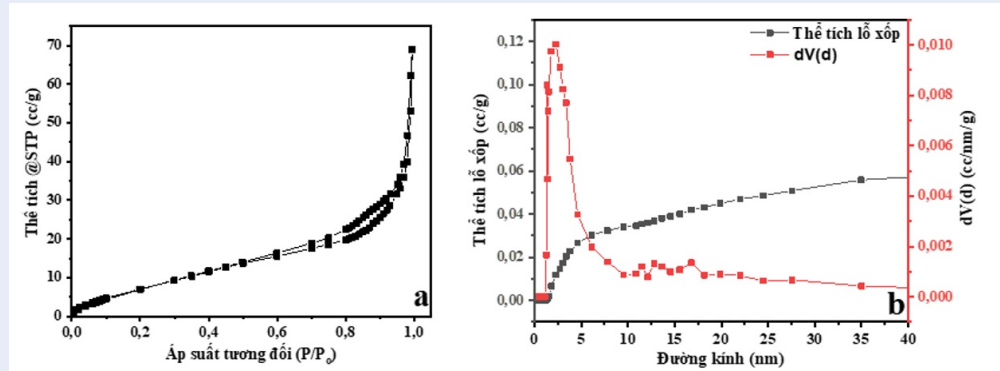 Thể tích @STP (cc/g)
70
60
50
40
30
20
10
0
0,0 0,2 0,4 0,6 0,8 1,0
Áp suất tương đối (P/P₀)
a
Thể tích lỗ xốp (cc/g)
0,12
0,10
0,08
0,06
0,04
0,02
0,00
Thể tích lỗ xốp
dV(d)
0 5 10 15 20 25 30 35 40
Đường kính (nm)
b
0,010
0,008
0,006
0,004
0,002
0,000
dV(d) (cc/nm/g)